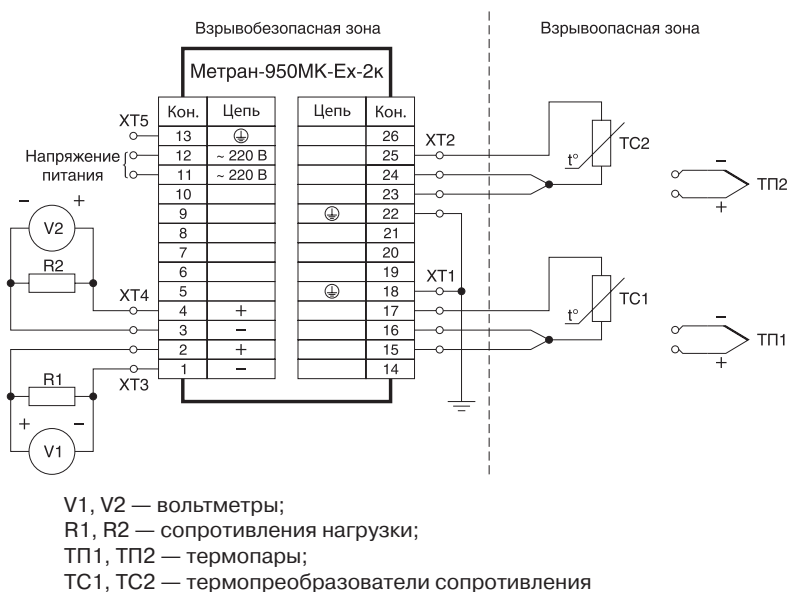 Взрывобезопасная зона
Взрывоопасная зона
Метран-950МК-Ex-2к
Кон. Цепь Цепь Кон.
XT5
13 26
XT2
Напряжение питания
12 ~ 220 В 25
11 ~ 220 В 24
10 23
9 22
8 21
7 20
6 19
XT1
5 18
XT4
4 + 17
3 – 16
2 + 15
1 – 14
XT3
– +
V2
R2
R1
+ –
V1
t° ТС2
–
ТП2
+
t° ТС1
–
ТП1
+
V1, V2 — вольтметры;
R1, R2 — сопротивления нагрузки;
ТП1, ТП2 — термопары;
ТС1, ТС2 — термопреобразователи сопротивления